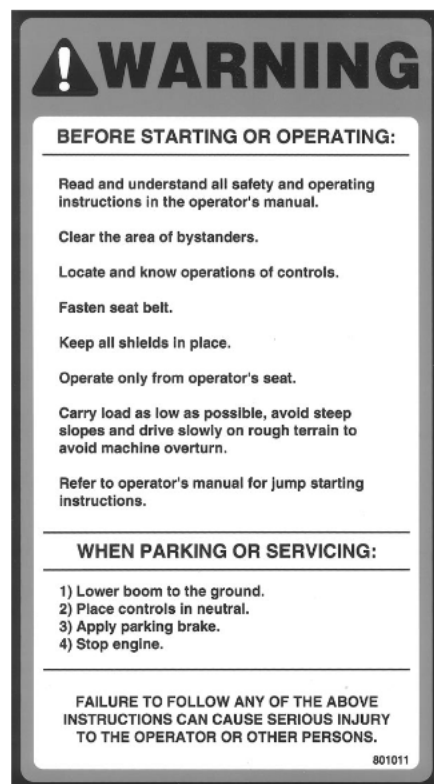 WARNING
BEFORE STARTING OR OPERATING:
Read and understand all safety and operating
instructions in the operator's manual.
Clear the area of bystanders.
Locate and know operations of controls.
Fasten seat belt.
Keep all shields in place.
Operate only from operator's seat.
Carry load as low as possible, avoid steep
slopes and drive slowly on rough terrain to
avoid machine overturn.
Refer to operator's manual for jump starting
instructions.
WHEN PARKING OR SERVICING:
1) Lower boom to the ground.
2) Place controls in neutral.
3) Apply parking brake.
4) Stop engine.
FAILURE TO FOLLOW ANY OF THE ABOVE
INSTRUCTIONS CAN CAUSE SERIOUS INJURY
TO THE OPERATOR OR OTHER PERSONS.
801011